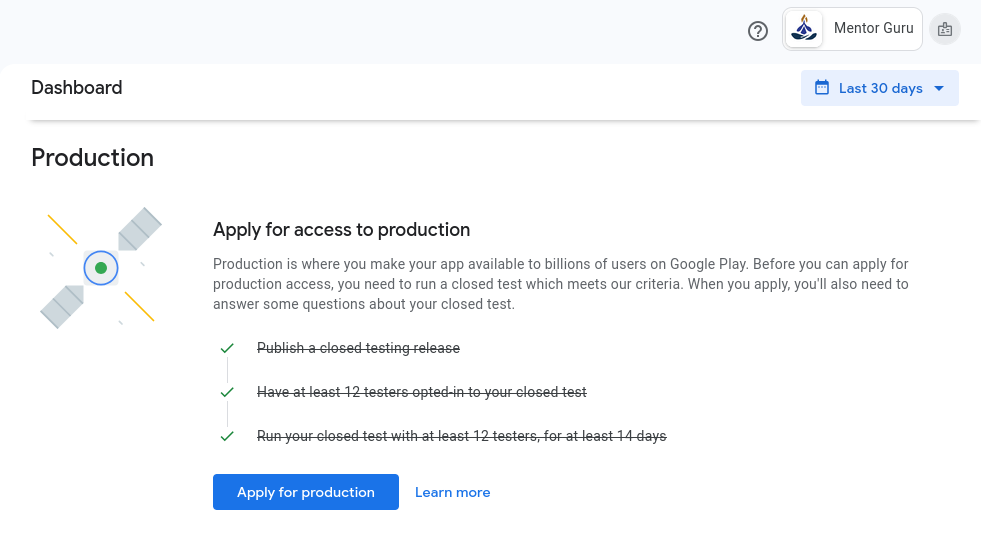 Mentor Guru
Dashboard
Last 30 days
Production
Apply for access to production
Production is where you make your app available to billions of users on Google Play. Before you can apply for
production access, you need to run a closed test which meets our criteria. When you apply, you'll also need to
answer some questions about your closed test.
Publish a closed testing release
Have at least 12 testers opted-in to your closed test
Run your closed test with at least 12 testers, for at least 14 days
Apply for production
Learn more